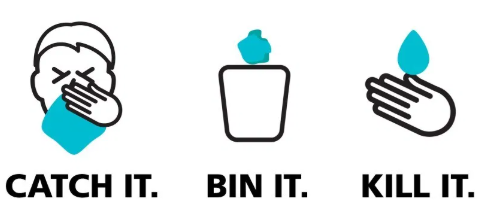 CATCH IT. BIN IT. KILL IT.